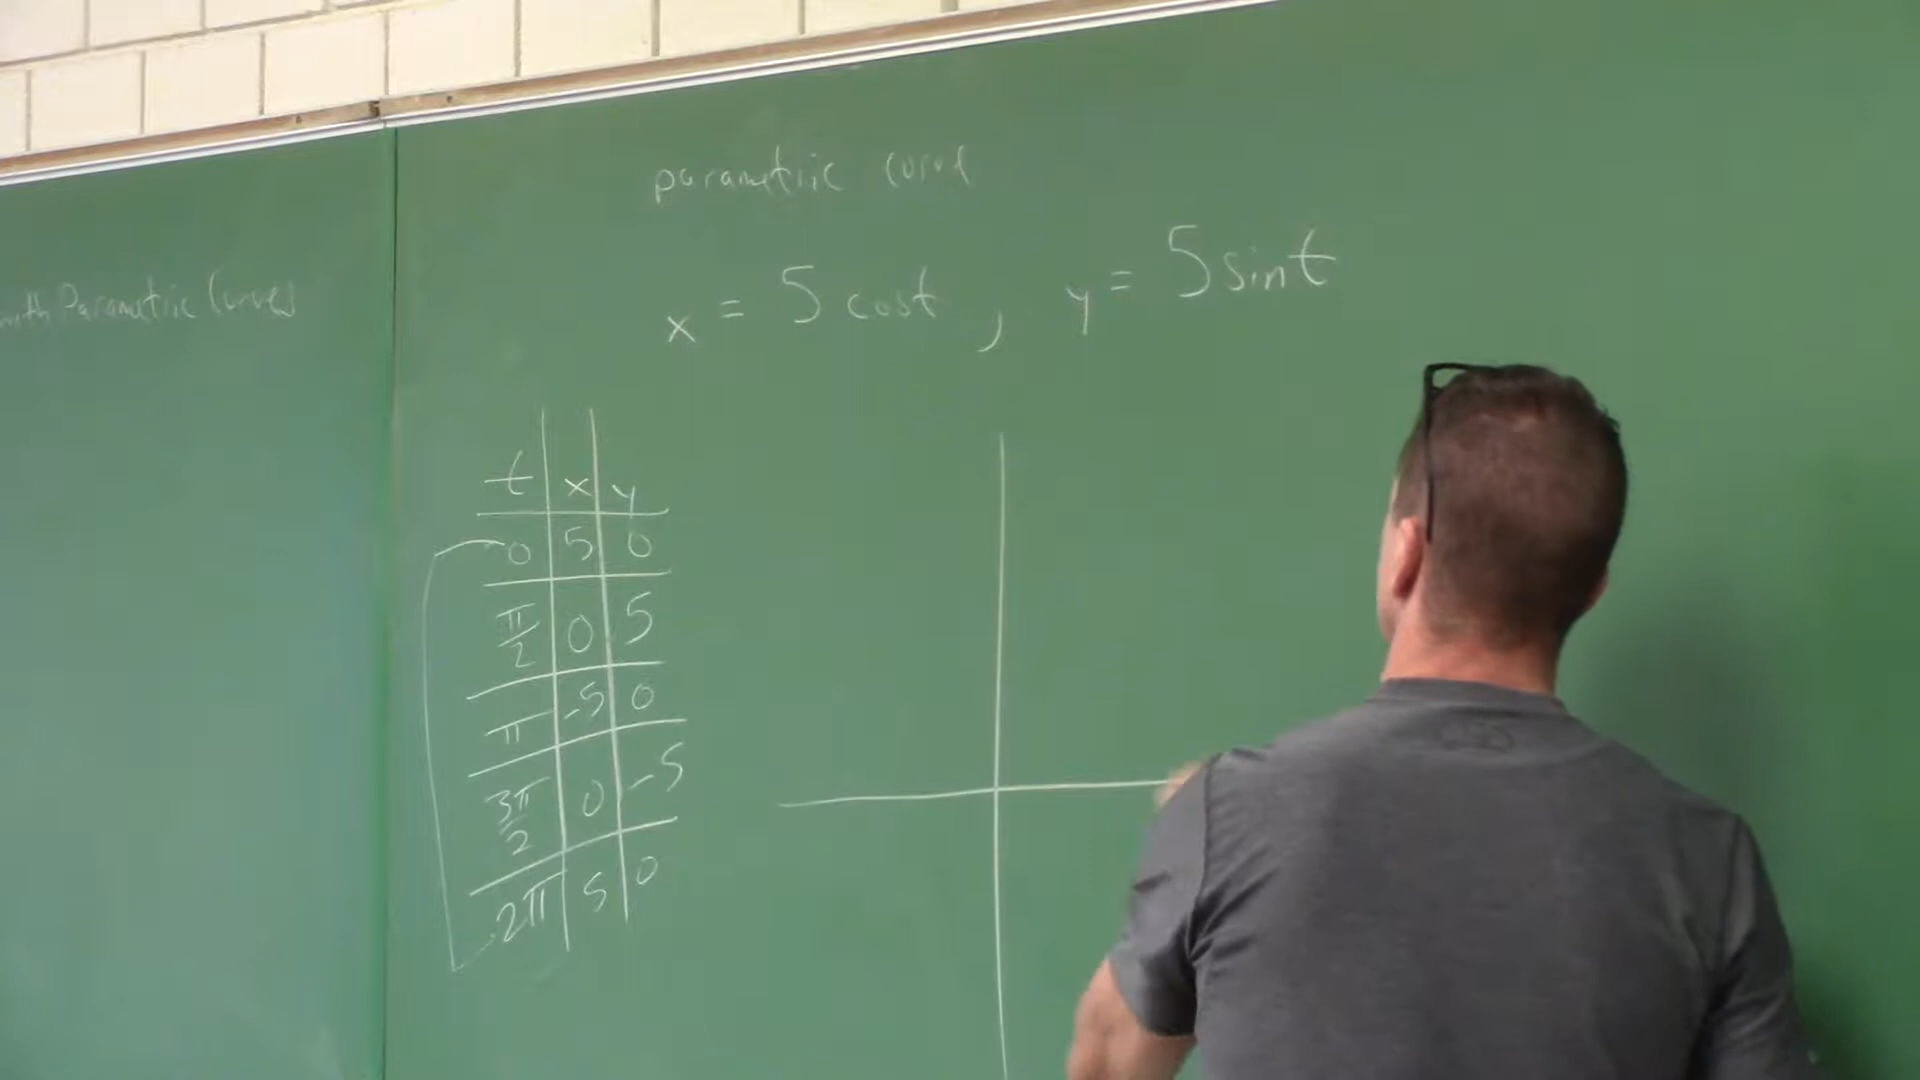 with Parametric Curves
parametric curve
x = 5 cost, y = 5 sint
t x y
0 5 0
π/2 0 5
π -5 0
3π/2 0 -5
2π 5 0